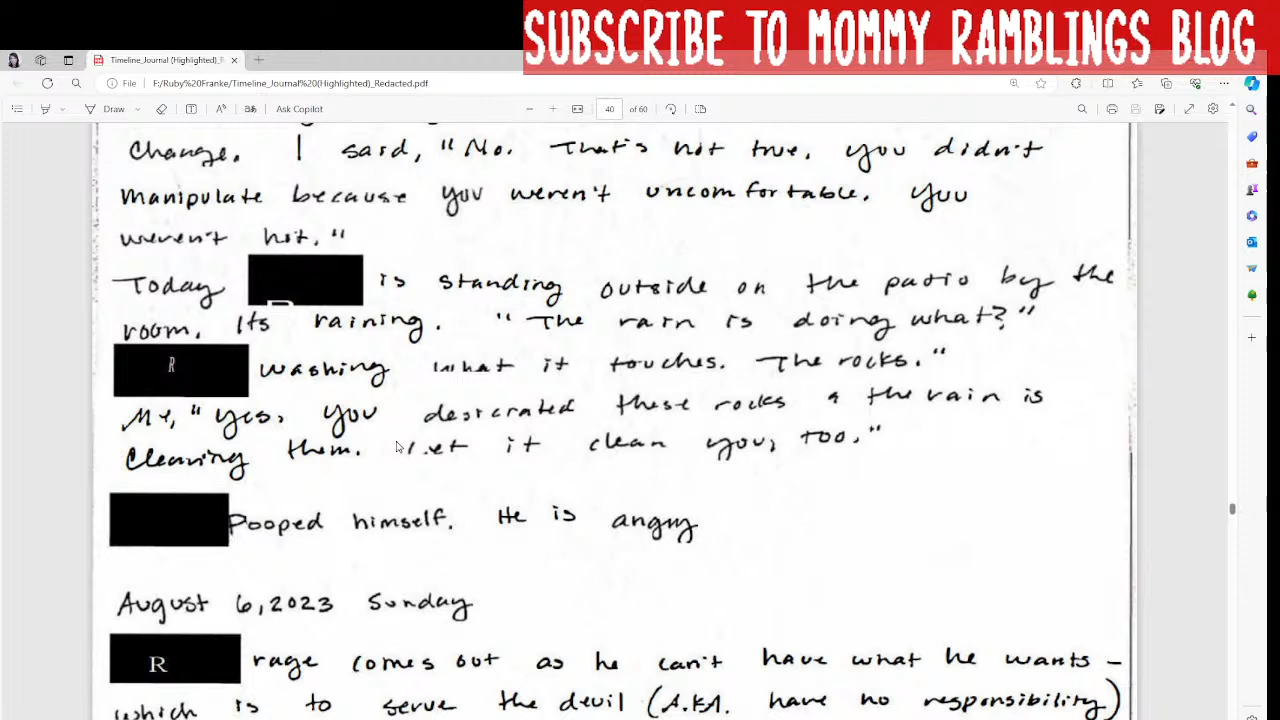 SUBSCRIBE TO MOMMY RAMBLINGS BLOG
Timeline_Journal (Highlighted)_R
File F:/Ruby%20Franke/Timeline_Journal%20(Highlighted)_Redacted.pdf
Draw Ask Copilot 40 of 60
Change. I said, "No. That's not true. You didn't
manipulate because you weren't uncomfortable. You
weren't hot."
Today is standing outside on the patio by the
room. Its raining. "The rain is doing what?"
R washing what it touches. The rocks."
Me, "Yes, you desecrated these rocks & the rain is
cleaning them. Let it clean you, too."
Pooped himself. He is angry
August 6, 2023 Sunday
R rage comes out as he can't have what he wants -
which is to serve the devil (A.K.A. have no responsibility)